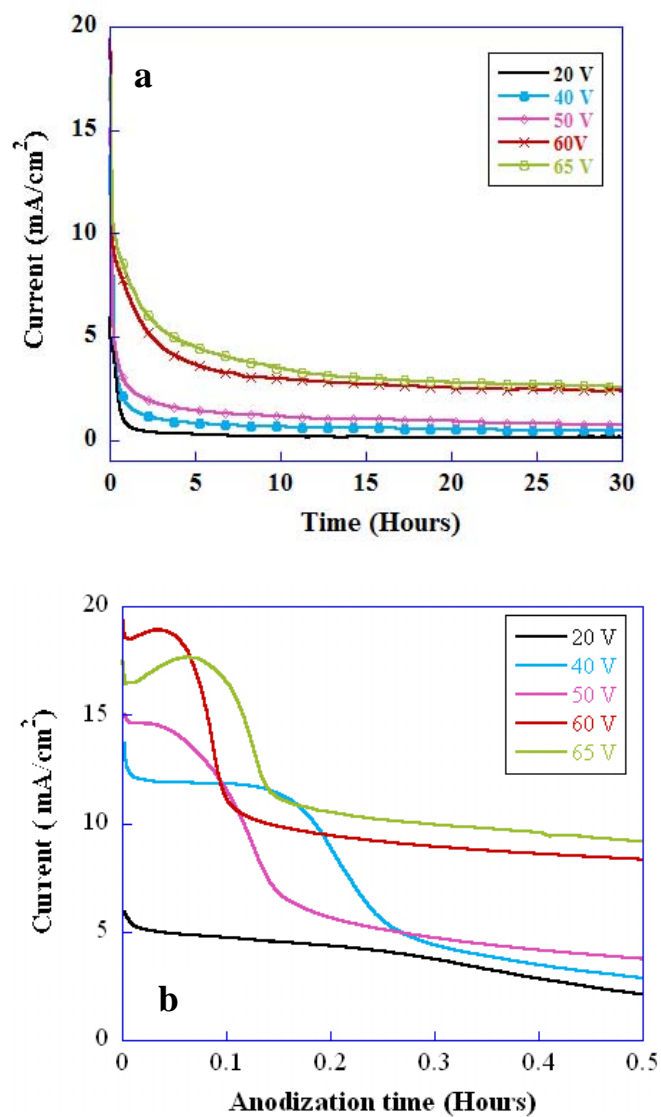 20
a
20 V
40 V
50 V
60V
65 V
15
10
5
0
Current (mA/cm²)
0 5 10 15 20 25 30
Time (Hours)
20
20 V
40 V
50 V
60 V
65 V
15
10
5
0
Current ( mA/cm²)
b
0 0.1 0.2 0.3 0.4 0.5
Anodization time (Hours)